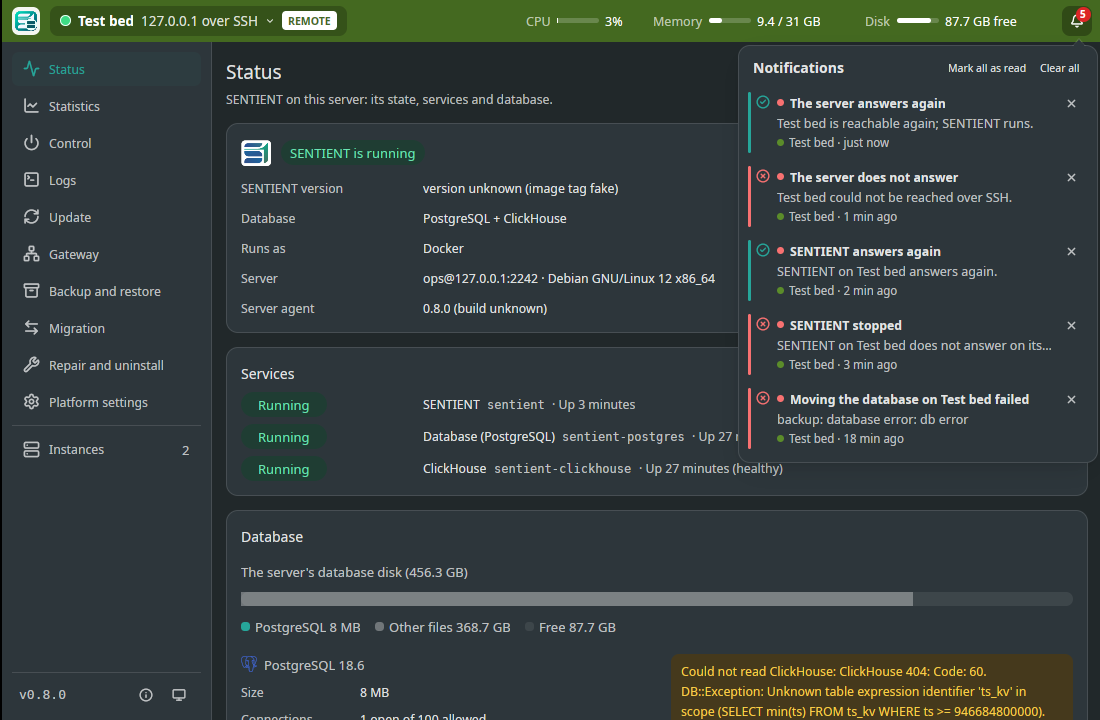 Test bed 127.0.0.1 over SSH REMOTE
CPU 3% Memory 9.4 / 31 GB Disk 87.7 GB free 5
Status
Statistics
Control
Logs
Update
Gateway
Backup and restore
Migration
Repair and uninstall
Platform settings
Instances 2
v0.8.0
Status
SENTIENT on this server: its state, services and database.
SENTIENT is running
SENTIENT version version unknown (image tag fake)
Database PostgreSQL + ClickHouse
Runs as Docker
Server ops@127.0.0.1:2242 · Debian GNU/Linux 12 x86_64
Server agent 0.8.0 (build unknown)
Services
Running SENTIENT sentient · Up 3 minutes
Running Database (PostgreSQL) sentient-postgres · Up 27
Running ClickHouse sentient-clickhouse · Up 27 minutes (healthy)
Database
The server's database disk (456.3 GB)
PostgreSQL 8 MB Other files 368.7 GB Free 87.7 GB
PostgreSQL 18.6
Size 8 MB
Connections 1 open of 100 allowed
Could not read ClickHouse: ClickHouse 404: Code: 60.
DB::Exception: Unknown table expression identifier 'ts_kv' in
scope (SELECT min(ts) FROM ts_kv WHERE ts >= 946684800000).
Notifications Mark all as read Clear all
The server answers again
Test bed is reachable again; SENTIENT runs.
Test bed · just now
The server does not answer
Test bed could not be reached over SSH.
Test bed · 1 min ago
SENTIENT answers again
SENTIENT on Test bed answers again.
Test bed · 2 min ago
SENTIENT stopped
SENTIENT on Test bed does not answer on its...
Test bed · 3 min ago
Moving the database on Test bed failed
backup: database error: db error
Test bed · 18 min ago